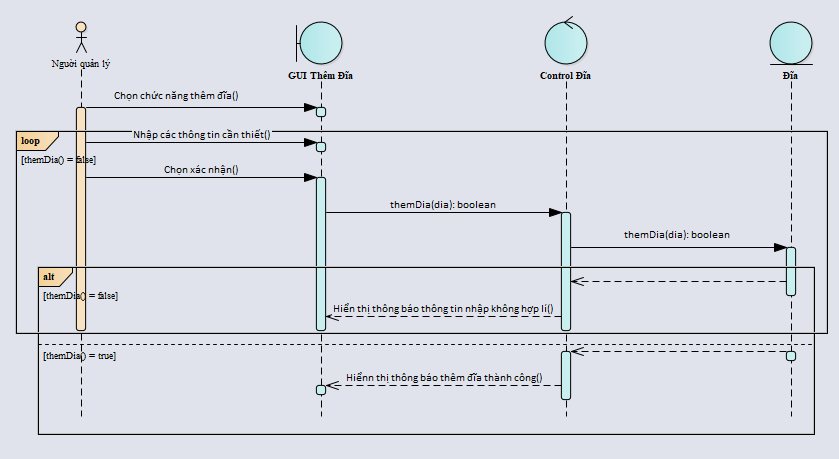 Người quản lý
GUI Thêm Đĩa
Control Đĩa
Đĩa
Chọn chức năng thêm đĩa()
loop
Nhập các thông tin cần thiết()
[themDia() = false]
Chọn xác nhận()
themDia(dia): boolean
themDia(dia): boolean
alt
[themDia() = false]
Hiển thị thông báo thông tin nhập không hợp lí()
[themDia() = true]
Hiểnn thị thông báo thêm đĩa thành công()